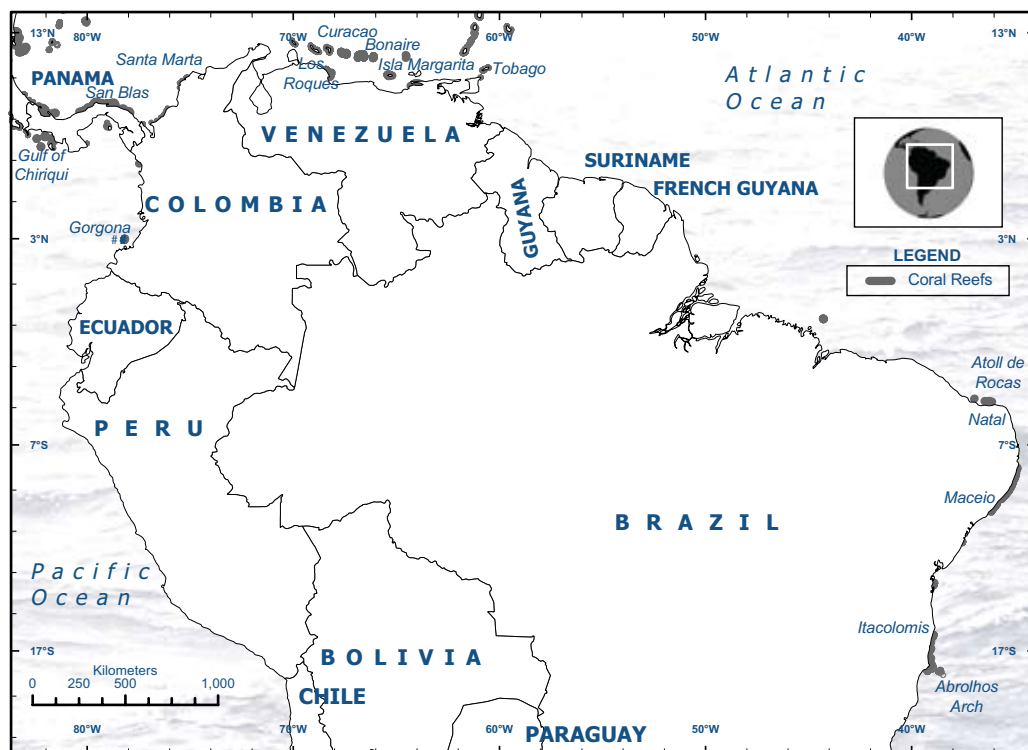 13°N
80°W
70°W
Curacao
Bonaire
50°W
40°W
13°N
Santa Marta
Los
Roques
Isla Margarita
Tobago
Atlantic
Ocean
PANAMA
San Blas
VENEZUELA
Gulf of
Chiriqui
SURINAME
FRENCH GUYANA
COLOMBIA
GUYANA
Gorgona
#
3°N
3°N
LEGEND
Coral Reefs
ECUADOR
Atoll de
Rocas
PERU
Natal
7°S
7°S
Maceio
BRAZIL
Pacific
Ocean
Itacolomis
17°S
17°S
BOLIVIA
Kilometers
0 250 500 1,000
CHILE
Abrolhos
Arch
80°W
70°W
60°W
50°W
40°W
PARAGUAY